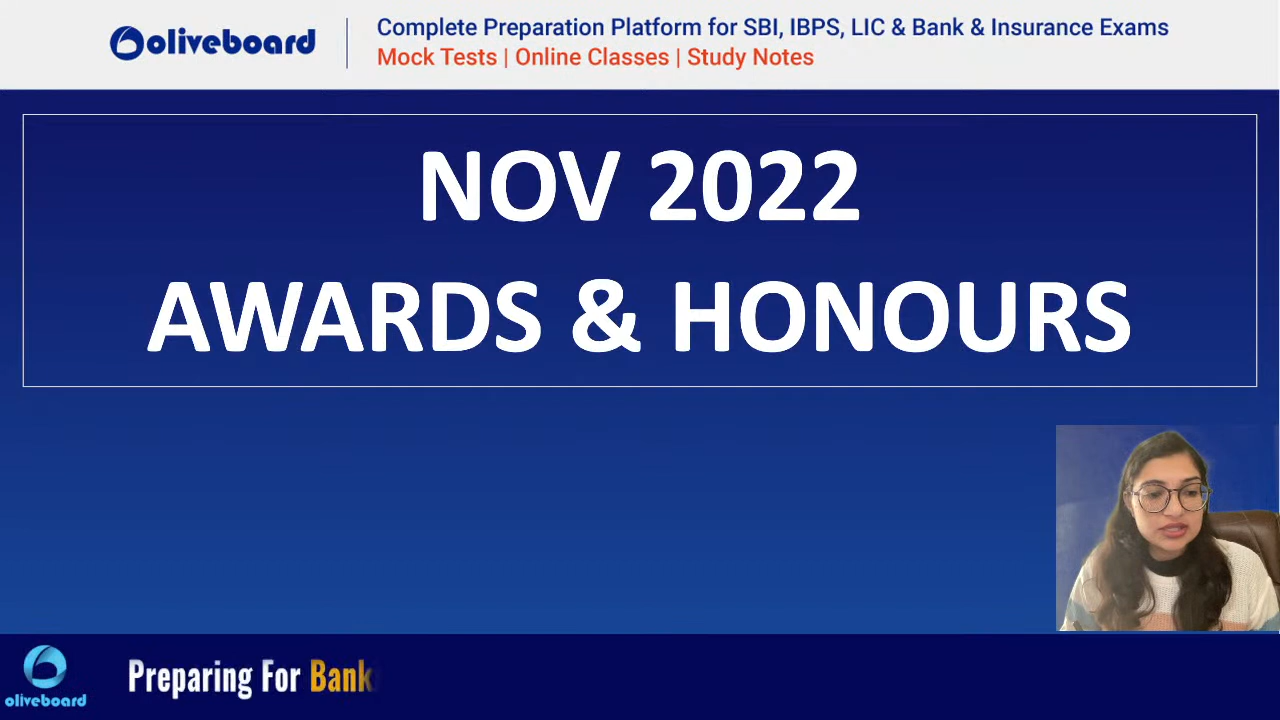 oliveboard
Complete Preparation Platform for SBI, IBPS, LIC & Bank & Insurance Exams
Mock Tests | Online Classes | Study Notes
NOV 2022
AWARDS & HONOURS
oliveboard
Preparing For Bank